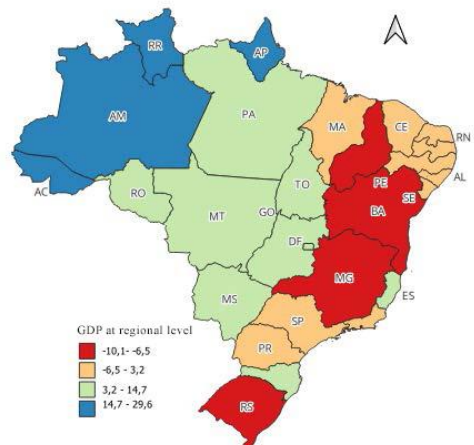 RR
AP
AM
PA
MA
CE
RN
PE
AL
AC
RO
TO
SE
BA
MT
GO
DF
MG
MS
ES
SP
PR
RS
GDP at regional level
-10,1- -6,5
-6,5 - 3,2
3,2 - 14,7
14,7 - 29,6